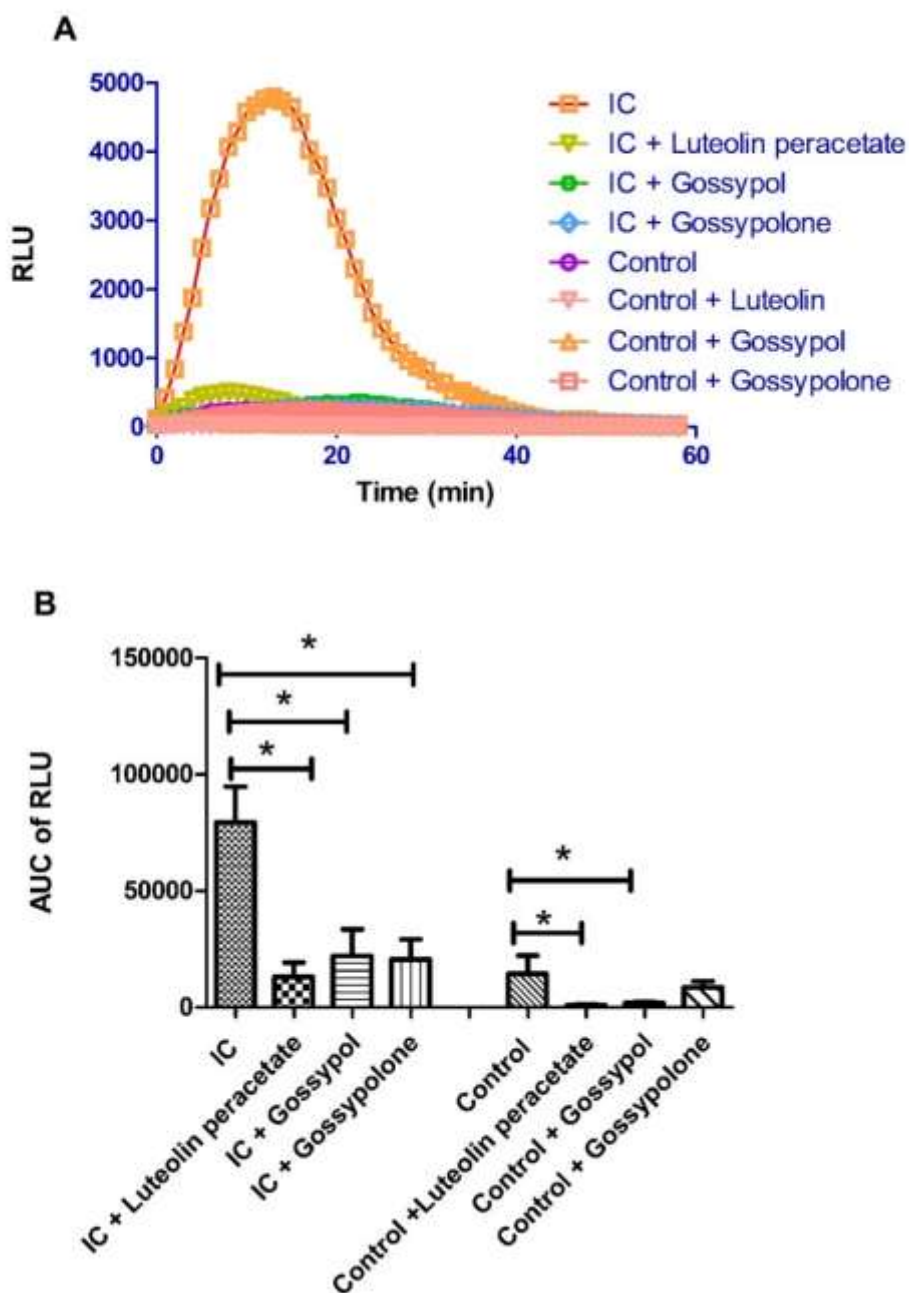 A
5000
4000
3000
2000
1000
0
RLU
0
20
40
60
Time (min)
IC
IC + Luteolin peracetate
IC + Gossypol
IC + Gossypolone
Control
Control + Luteolin
Control + Gossypol
Control + Gossypolone
B
150000
100000
50000
0
AUC of RLU
*
*
*
*
*
IC
IC + Luteolin peracetate
IC + Gossypol
IC + Gossypolone
Control
Control +Luteolin peracetate
Control + Gossypol
Control + Gossypolone